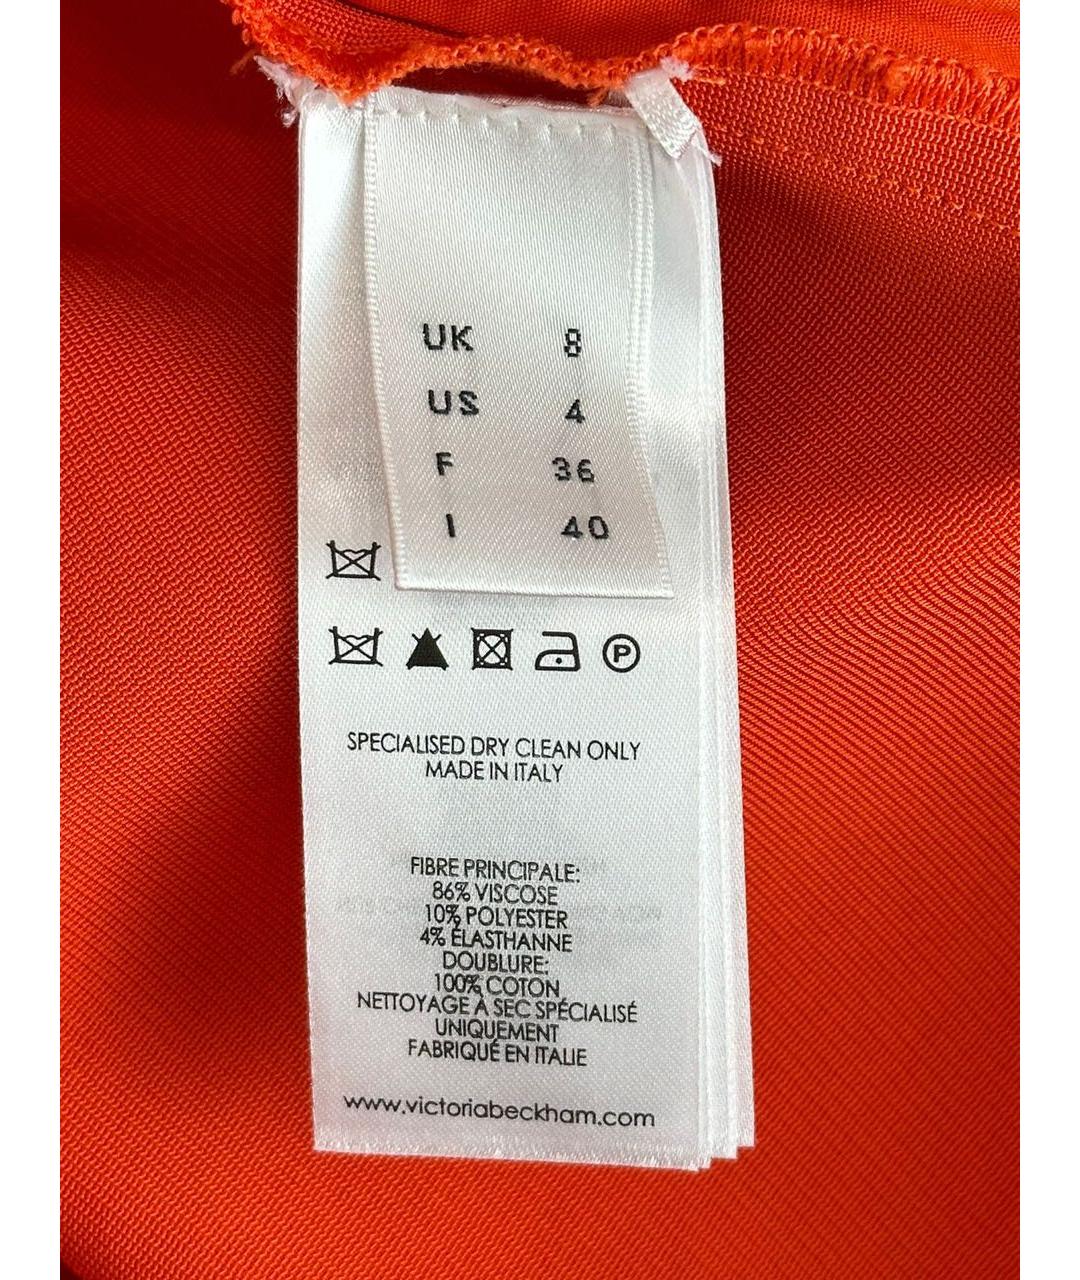 UK 8
US 4
F 36
I 40
P
SPECIALISED DRY CLEAN ONLY
MADE IN ITALY
FIBRE PRINCIPALE:
86% VISCOSE
10% POLYESTER
4% ÉLASTHANNE
DOUBLURE:
100% COTON
NETTOYAGE À SEC SPÉCIALISÉ
UNIQUEMENT
FABRIQUÉ EN ITALIE
www.victoriabeckham.com